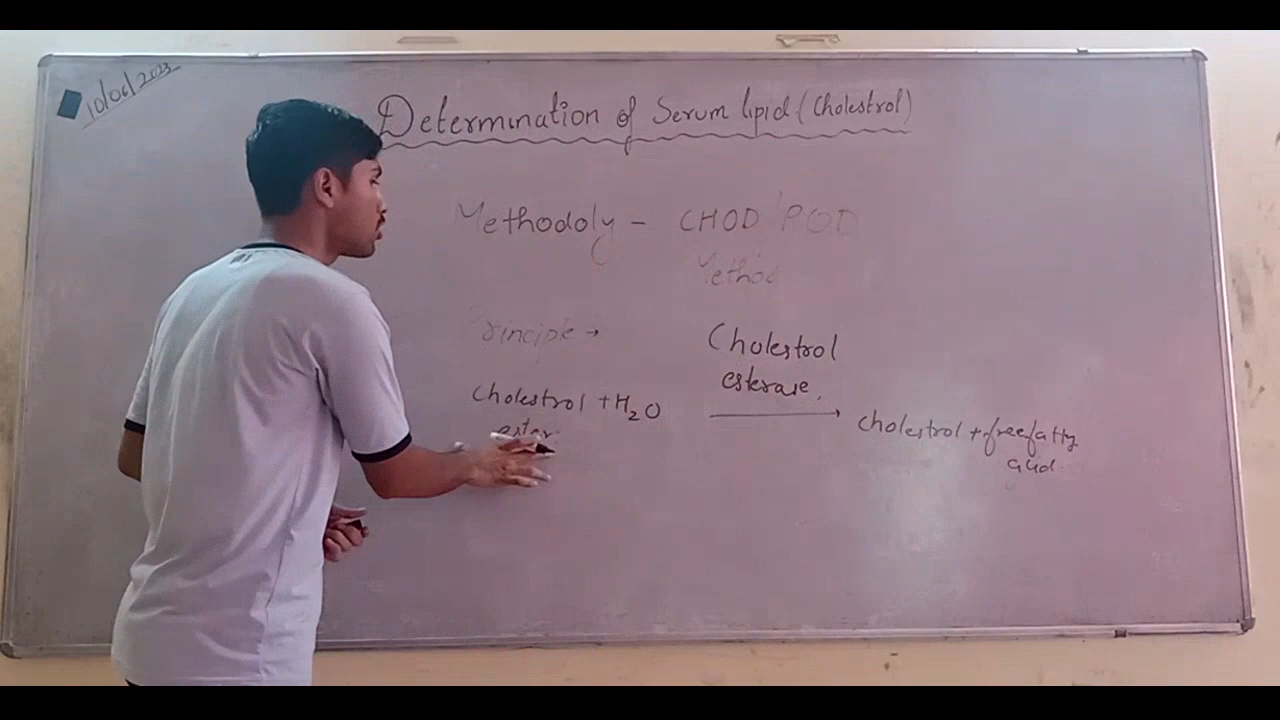 10/06/2023
Determination of Serum lipid (Cholestrol)
Methodoly - CHOD POD
Method
Principle →
Cholestrol
esterase.
Cholestrol + H₂O
ester
→
cholestrol + free fatty
acid.